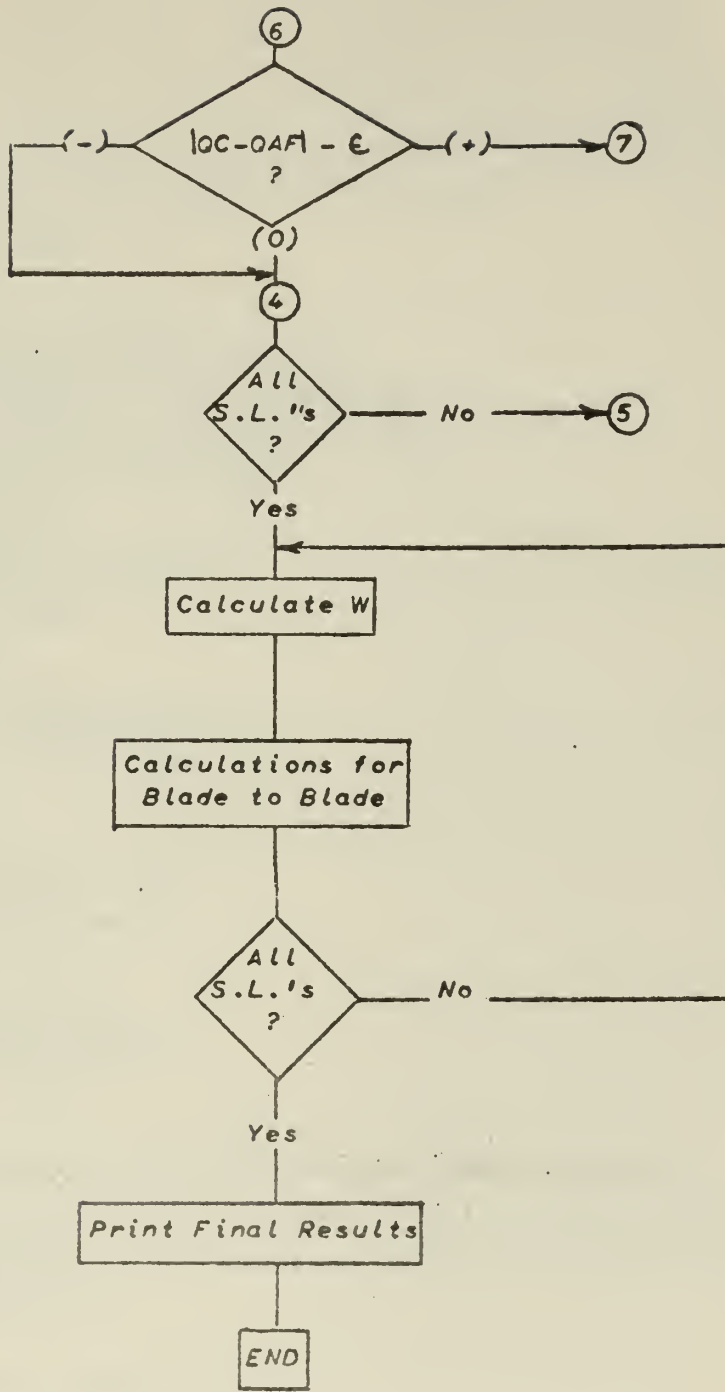 6
(-) |QC-QAF| - ε (+) 7
?
(0)
4
All
S.L."s No 5
?
Yes
Calculate W
Calculations for
Blade to Blade
All
S.L.'s No
?
Yes
Print Final Results
END